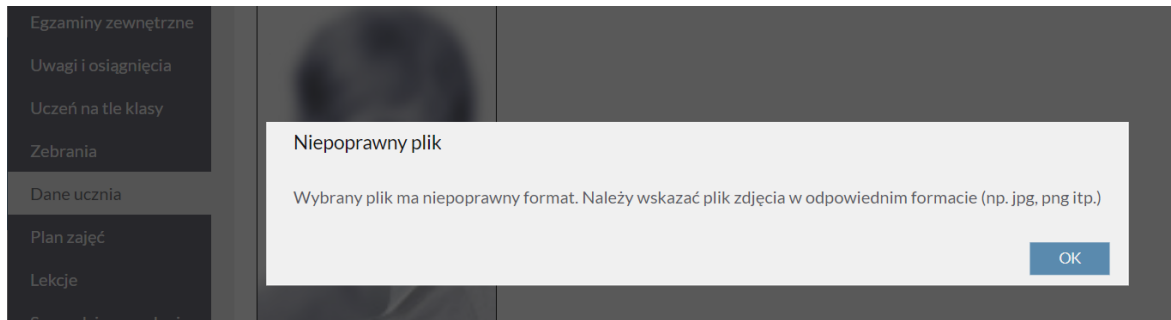 Egzaminy zewnętrzne
Uwagi i osiągnięcia
Uczeń na tle klasy
Zebrania
Dane ucznia
Plan zajęć
Lekcje
Niepoprawny plik
Wybrany plik ma niepoprawny format. Należy wskazać plik zdjęcia w odpowiednim formacie (np. jpg, png itp.)
OK